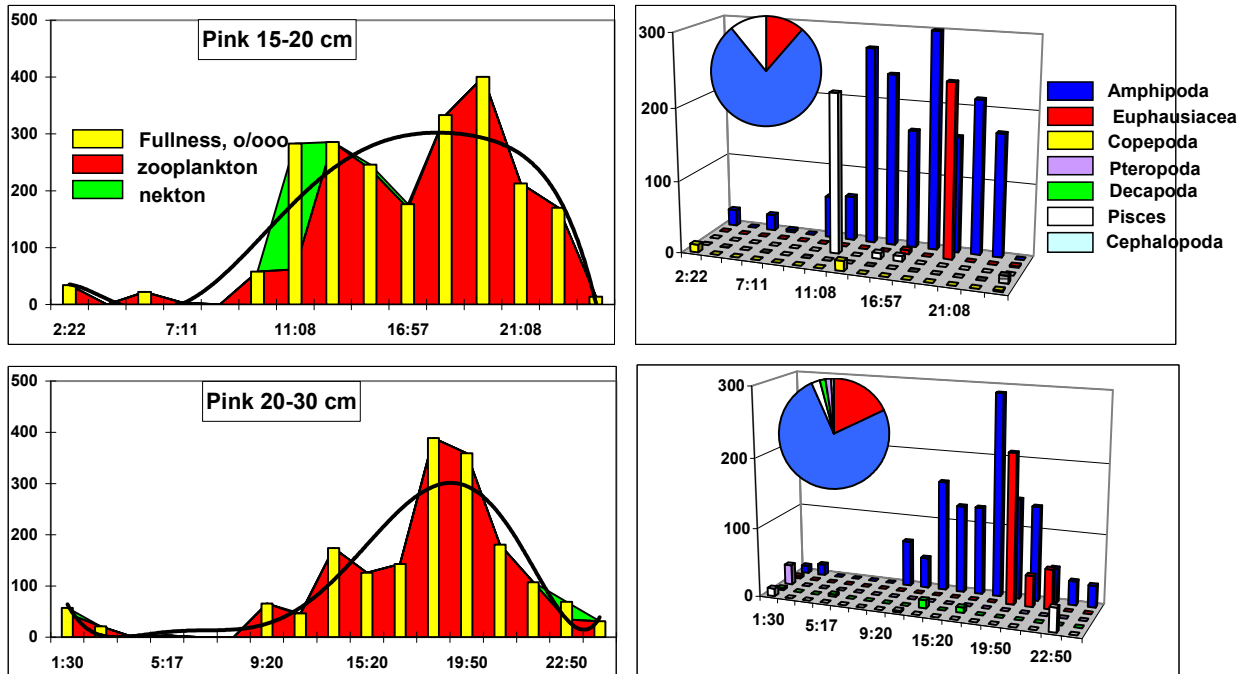 Pink 15-20 cm
500
400
300
200
100
0
Fullness, o/ooo
zooplankton
nekton
2:22 7:11 11:08 16:57 21:08
300
200
100
0
2:22 7:11 11:08 16:57 21:08
Amphipoda
Euphausiacea
Copepoda
Pteropoda
Decapoda
Pisces
Cephalopoda
Pink 20-30 cm
500
400
300
200
100
0
1:30 5:17 9:20 15:20 19:50 22:50
300
200
100
0
1:30 5:17 9:20 15:20 19:50 22:50